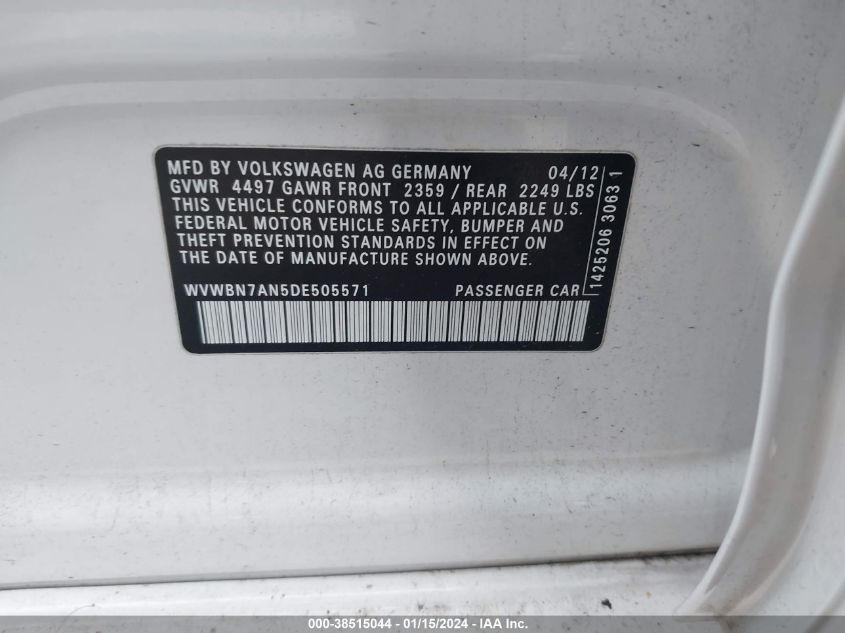 MFD BY VOLKSWAGEN AG GERMANY 04/12
GVWR 4497 GAWR FRONT 2359 / REAR 2249 LBS
THIS VEHICLE CONFORMS TO ALL APPLICABLE U.S.
FEDERAL MOTOR VEHICLE SAFETY, BUMPER AND
THEFT PREVENTION STANDARDS IN EFFECT ON
THE DATE OF MANUFACTURE SHOWN ABOVE.
WVWBN7AN5DE505571 PASSENGER CAR
1425206 3063 1
000-38515044 - 01/15/2024 - IAAI Inc.